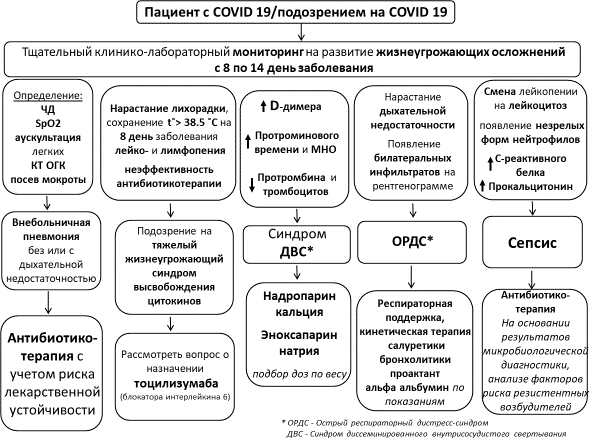 Пациент с COVID 19/подозрением на COVID 19
Тщательный клинико-лабораторный мониторинг на развитие жизнеугрожающих осложнений
с 8 по 14 день заболевания
Определение:
ЧД
SpO2
аускультация
легких
КТ ОГК
посев мокроты
Внебольничная
пневмония
без или с
дыхательной
недостаточностью
Антибиотико-
терапия с
учетом риска
лекарственной
устойчивости
Нарастание лихорадки,
сохранение t˚> 38.5 ˚С на
8 день заболевания
лейко- и лимфопения
неэффективность
антибиотикотерапии
Подозрение на
тяжелый
жизнеугрожающий
синдром
высвобождения
цитокинов
Рассмотреть вопрос о
назначении
тоцилизумаба
(блокатора интерлейкина 6)
D-димера
Протроминового
времени и МНО
Протромбина и
тромбоцитов
Синдром
ДВС*
Надропарин
кальция
Эноксапарин
натрия
подбор доз по весу
Нарастание
дыхательной
недостаточности
Появление
билатеральных
инфильтратов на
рентгенограмме
ОРДС*
Респираторная
поддержка,
кинетическая терапия
салуретики
бронхолитики
проактант
альфа альбумин по
показаниям
Смена лейкопении
на лейкоцитоз
появление незрелых
форм нейтрофилов
С-реактивного
белка
Прокальцитонин
Сепсис
Антибиотико-
терапия
На основании
результатов
микробиологической
диагностики,
анализе факторов
риска резистентных
возбудителей
* ОРДС - Острый респираторный дистресс-синдром
ДВС - Синдром диссеминированного внутрисосудистого свертывания